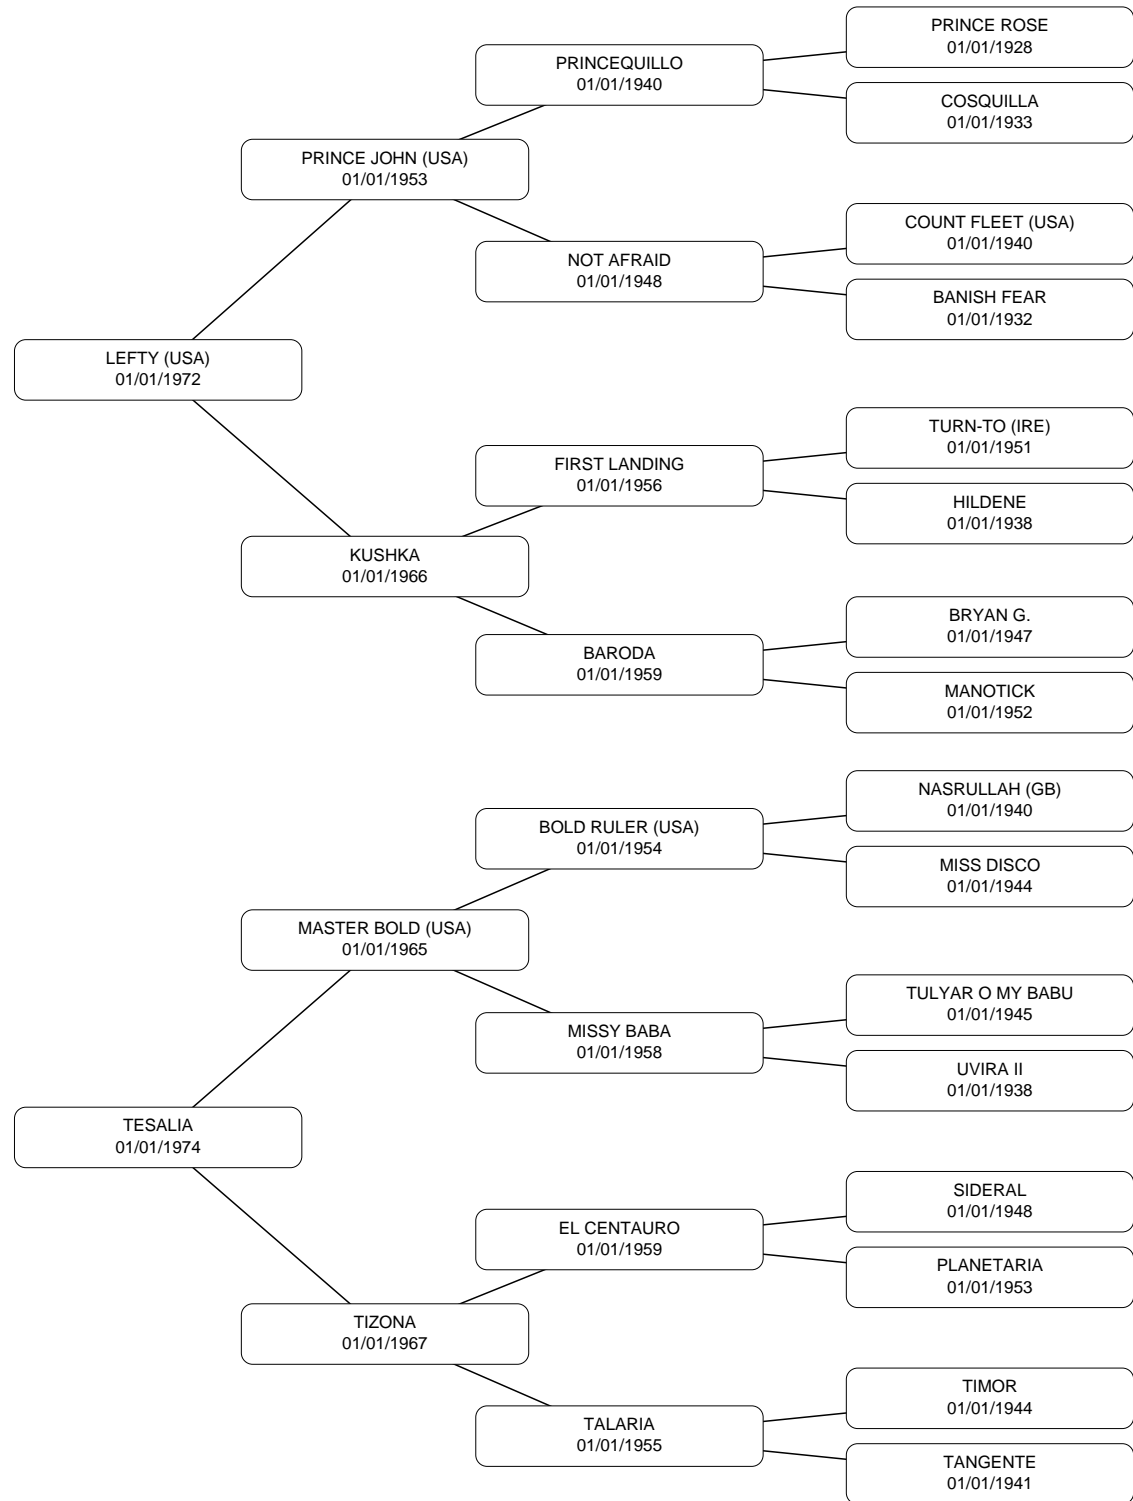 PRINCE ROSE
01/01/1928
PRINCEQUILLO
01/01/1940
COSQUILLA
01/01/1933
PRINCE JOHN (USA)
01/01/1953
COUNT FLEET (USA)
01/01/1940
NOT AFRAID
01/01/1948
BANISH FEAR
01/01/1932
LEFTY (USA)
01/01/1972
TURN-TO (IRE)
01/01/1951
FIRST LANDING
01/01/1956
HILDENE
01/01/1938
KUSHKA
01/01/1966
BRYAN G.
01/01/1947
BARODA
01/01/1959
MANOTICK
01/01/1952
NASRULLAH (GB)
01/01/1940
BOLD RULER (USA)
01/01/1954
MISS DISCO
01/01/1944
MASTER BOLD (USA)
01/01/1965
TULYAR O MY BABU
01/01/1945
MISSY BABA
01/01/1958
UVIRA II
01/01/1938
TESALIA
01/01/1974
SIDERAL
01/01/1948
EL CENTAURO
01/01/1959
PLANETARIA
01/01/1953
TIZONA
01/01/1967
TIMOR
01/01/1944
TALARIA
01/01/1955
TANGENTE
01/01/1941